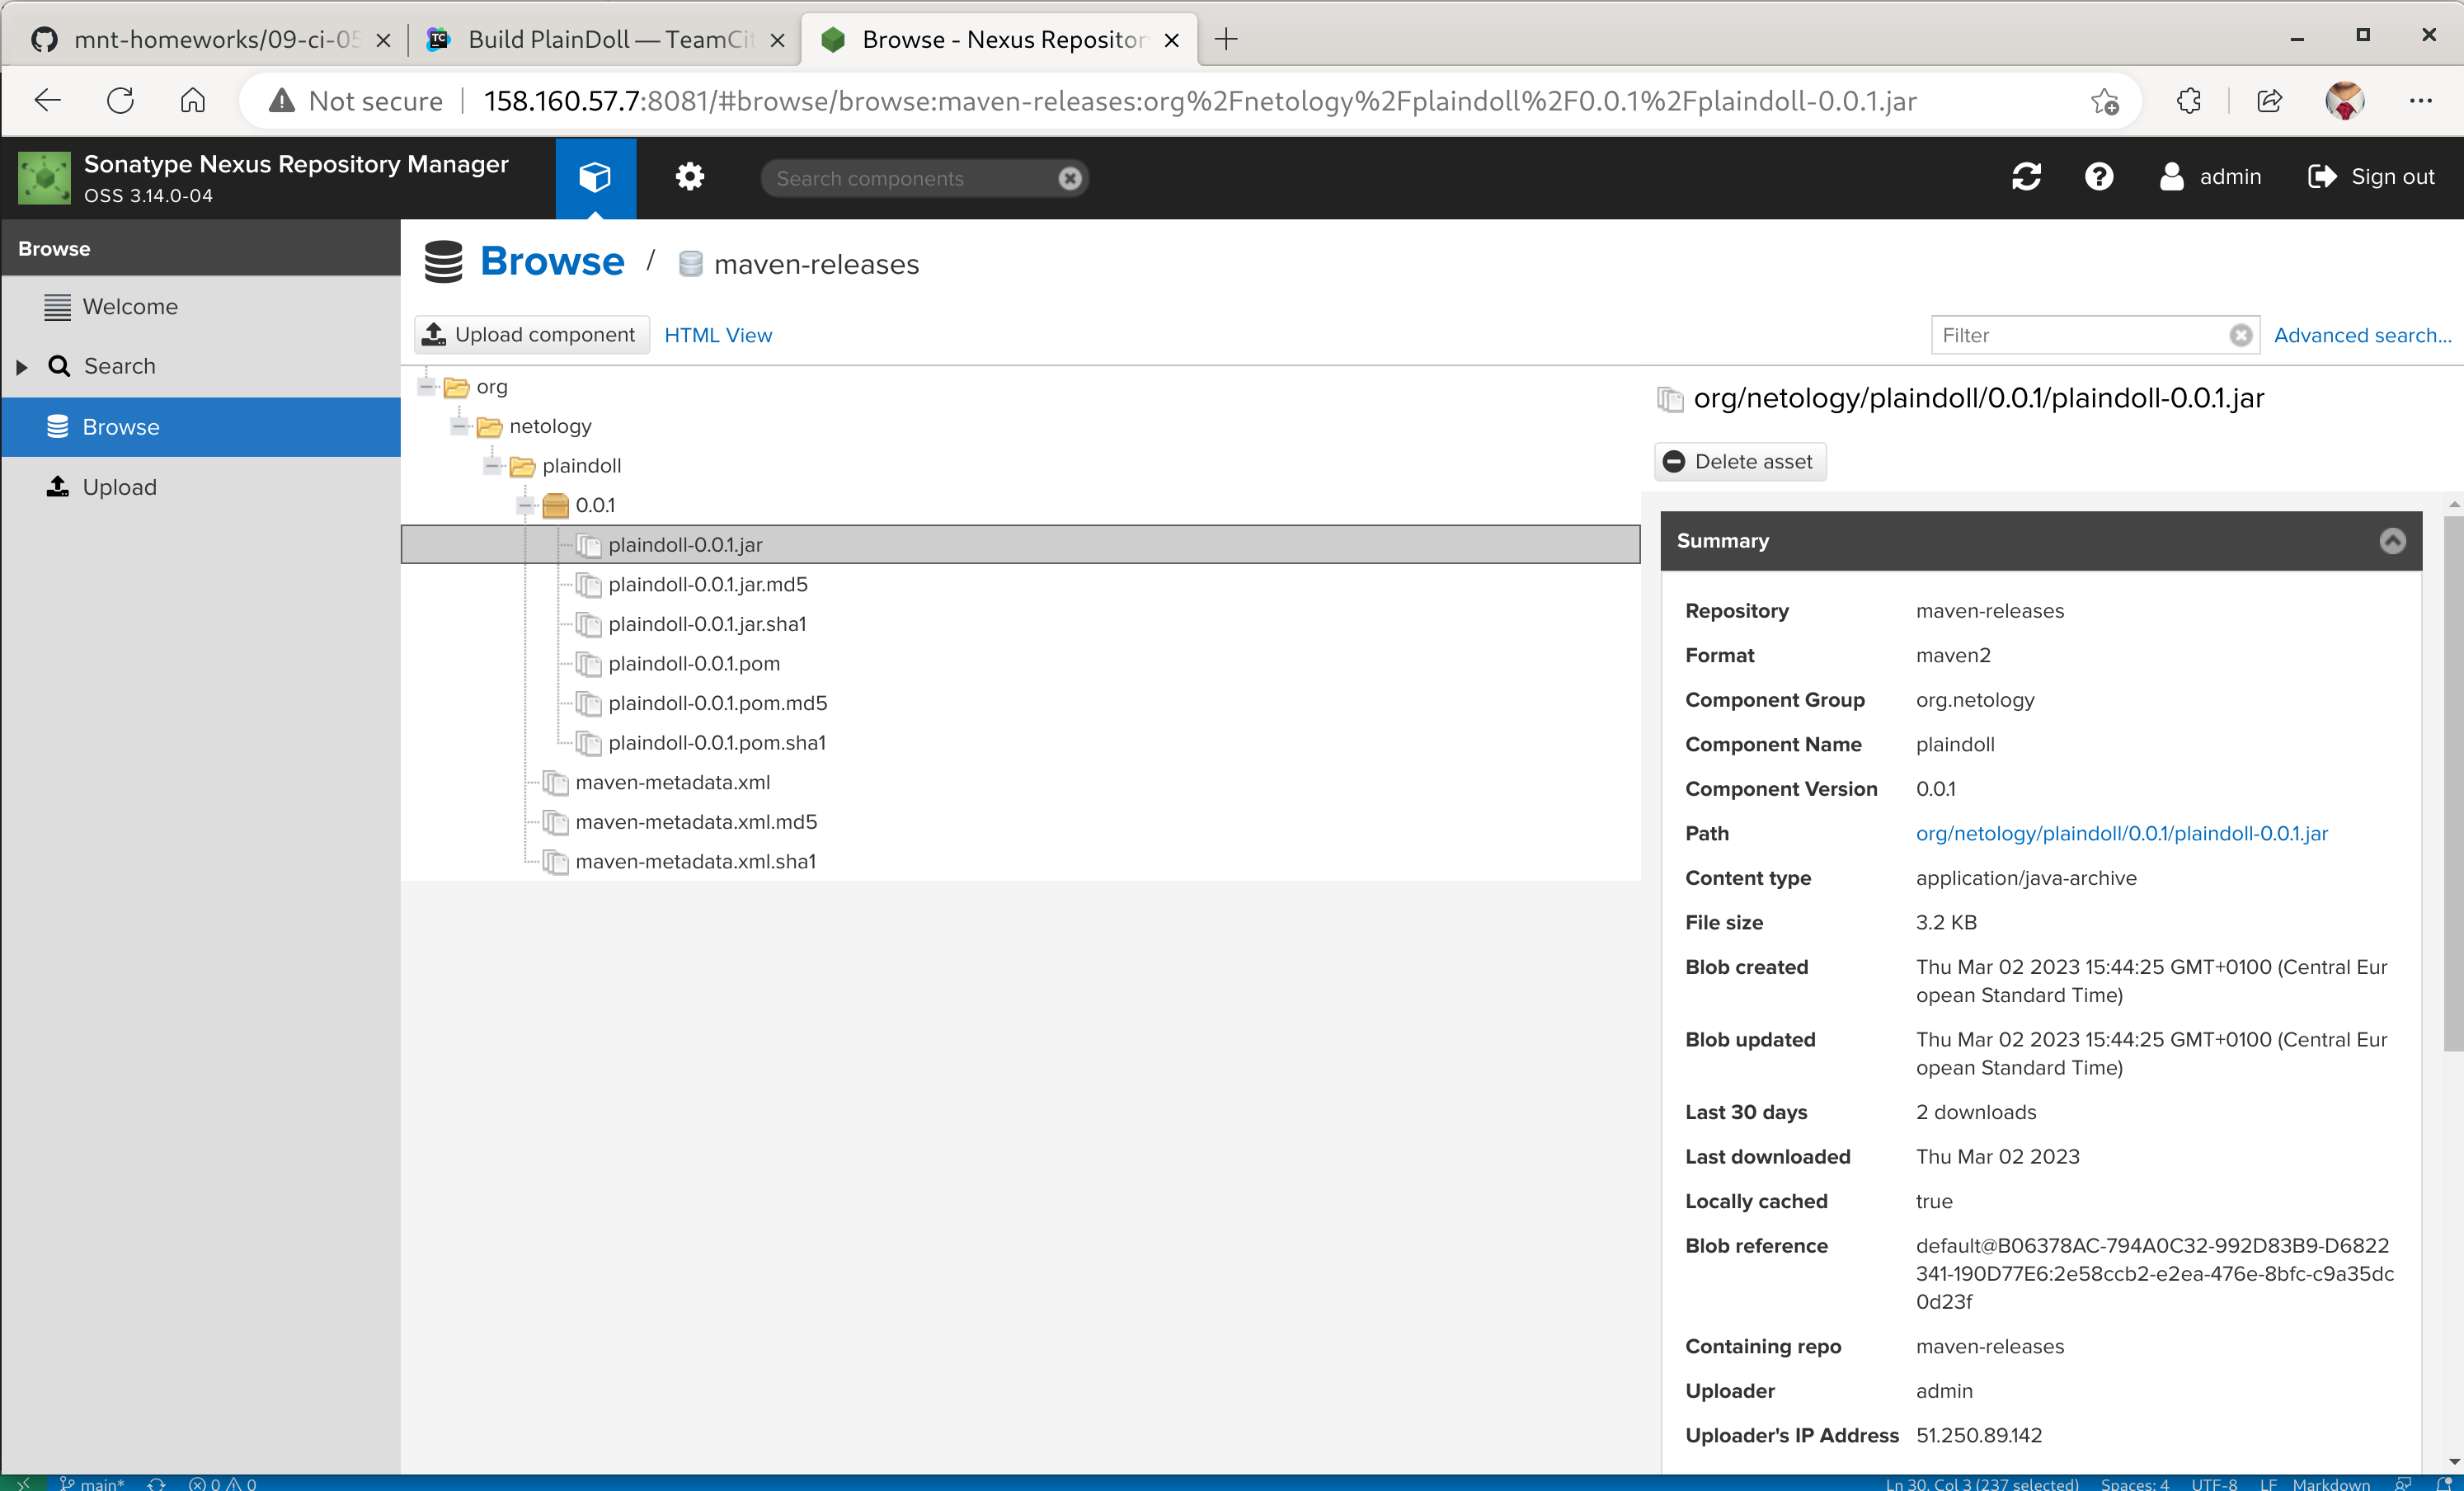 mnt-homeworks/09-ci-05
Build PlainDoll — TeamCit
Browse - Nexus Repositor
Not secure
158.160.57.7:8081/#browse/browse:maven-releases:org%2Fnetology%2Fplaindoll%2F0.0.1%2Fplaindoll-0.0.1.jar
Sonatype Nexus Repository Manager
OSS 3.14.0-04
Search components
admin
Sign out
Browse
Welcome
Search
Browse
Upload
Browse / maven-releases
Upload component
HTML View
Filter
Advanced search...
org
netology
plaindoll
0.0.1
plaindoll-0.0.1.jar
plaindoll-0.0.1.jar.md5
plaindoll-0.0.1.jar.sha1
plaindoll-0.0.1.pom
plaindoll-0.0.1.pom.md5
plaindoll-0.0.1.pom.sha1
maven-metadata.xml
maven-metadata.xml.md5
maven-metadata.xml.sha1
org/netology/plaindoll/0.0.1/plaindoll-0.0.1.jar
Delete asset
Summary
Repository maven-releases
Format maven2
Component Group org.netology
Component Name plaindoll
Component Version 0.0.1
Path org/netology/plaindoll/0.0.1/plaindoll-0.0.1.jar
Content type application/java-archive
File size 3.2 KB
Blob created Thu Mar 02 2023 15:44:25 GMT+0100 (Central Eur
opean Standard Time)
Blob updated Thu Mar 02 2023 15:44:25 GMT+0100 (Central Eur
opean Standard Time)
Last 30 days 2 downloads
Last downloaded Thu Mar 02 2023
Locally cached true
Blob reference default@B06378AC-794A0C32-992D83B9-D6822
341-190D77E6:2e58ccb2-e2ea-476e-8bfc-c9a35dc
0d23f
Containing repo maven-releases
Uploader admin
Uploader's IP Address 51.250.89.142
main* 0 0 Ln 30, Col 3 (237 selected) Spaces: 4 UTF-8 LF Markdown